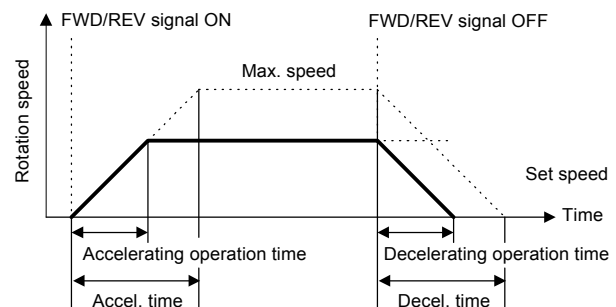 FWD/REV signal ON
FWD/REV signal OFF
Max. speed
Rotation speed
Set speed
Time
Accelerating operation time
Decelerating operation time
Accel. time
Decel. time